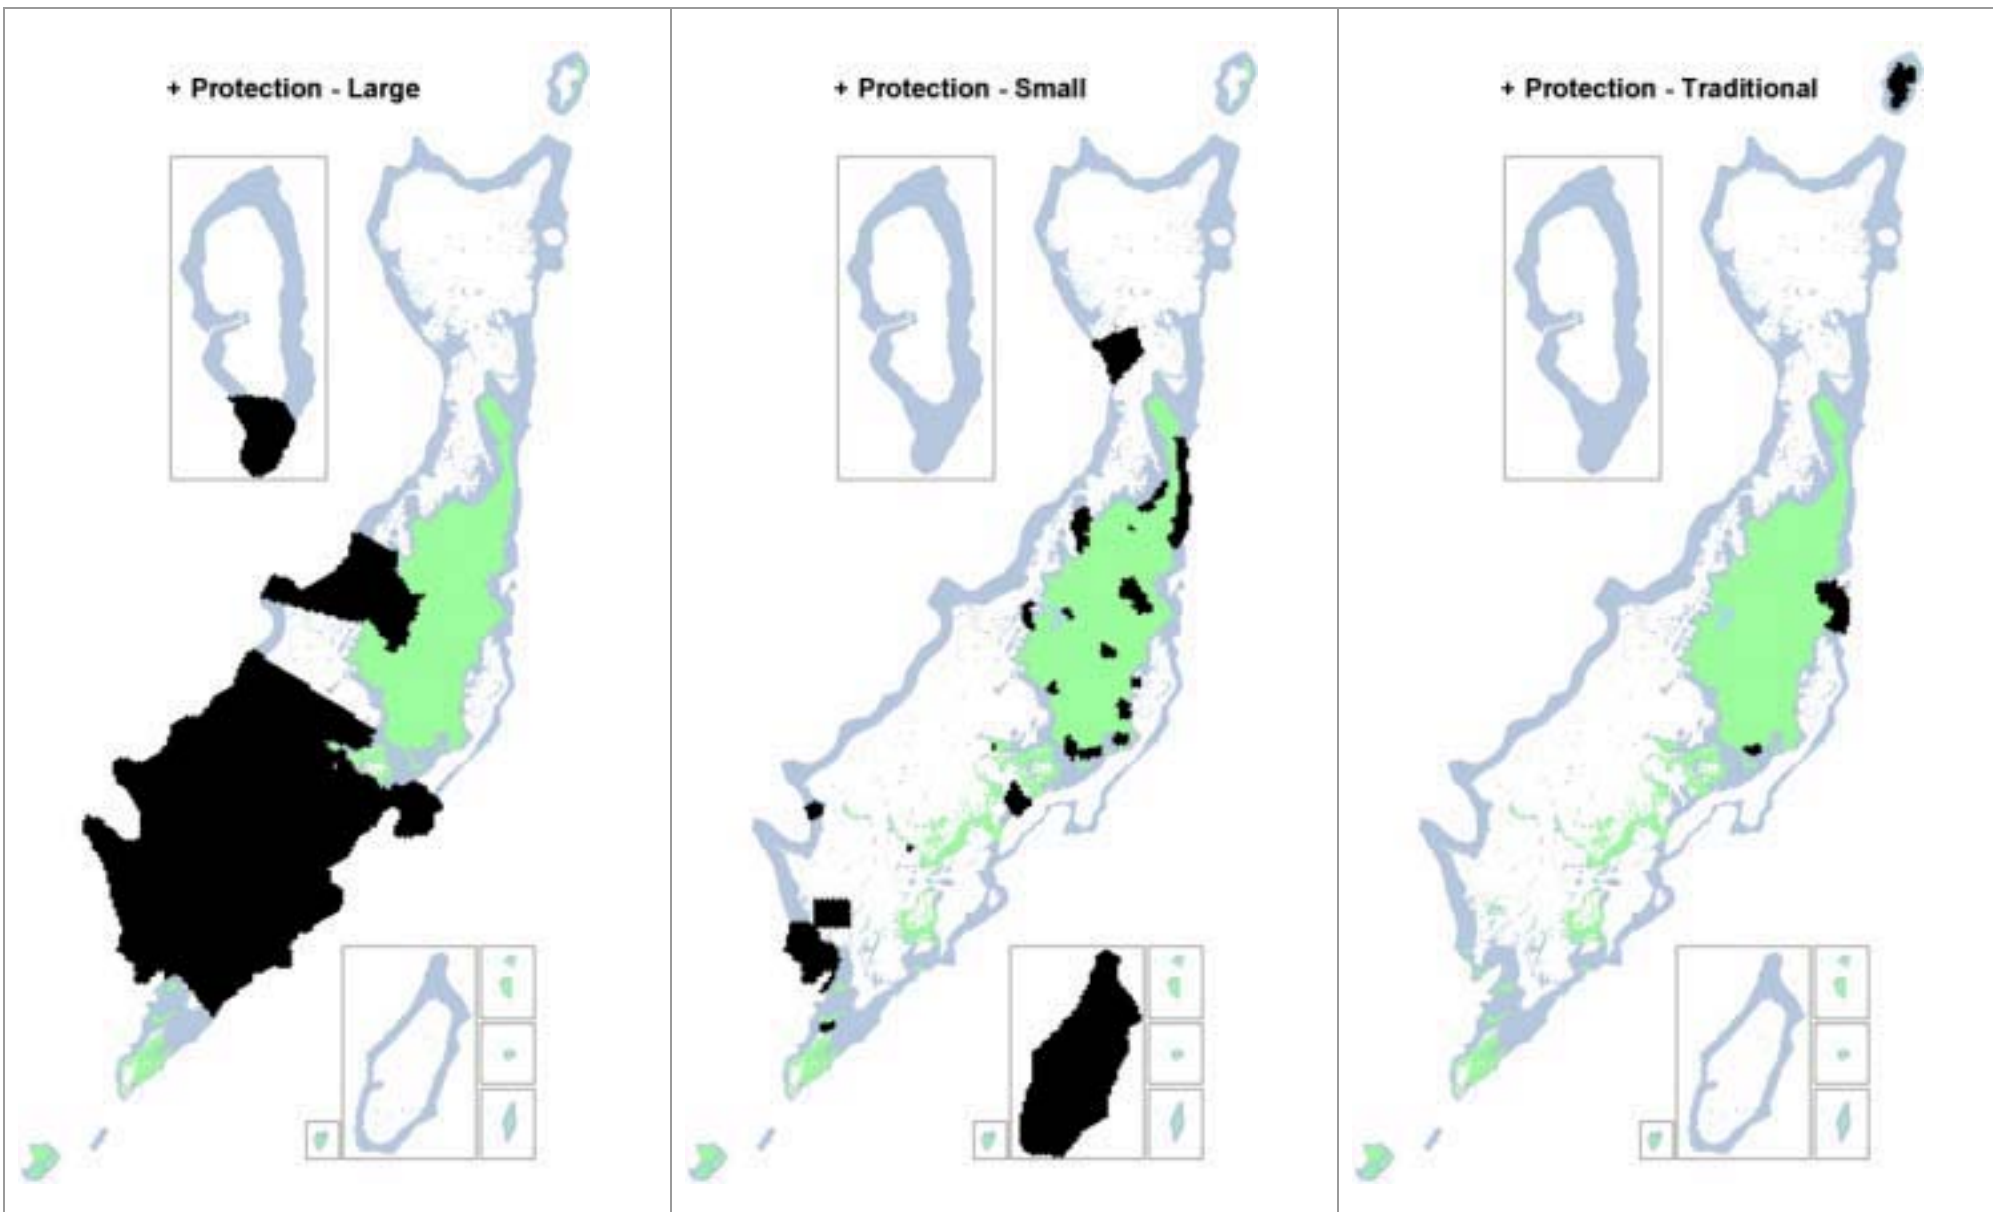 + Protection - Large
+ Protection - Small
+ Protection - Traditional